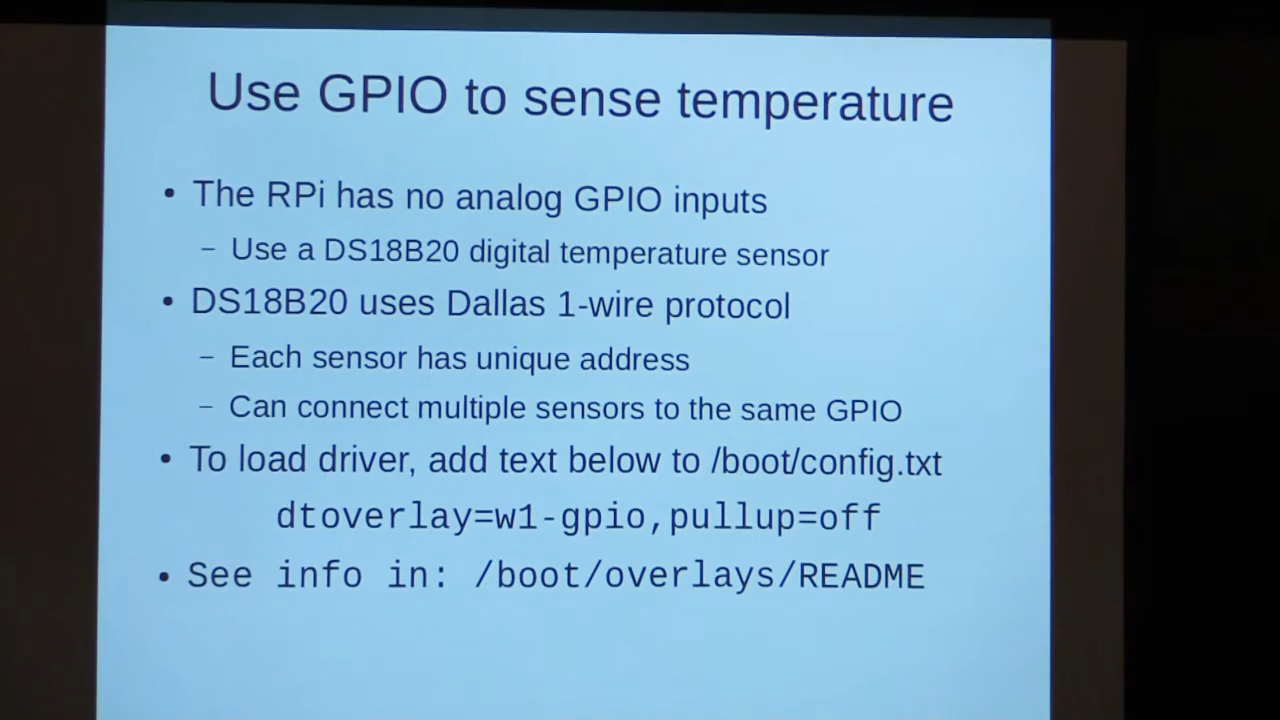 Use GPIO to sense temperature
• The RPi has no analog GPIO inputs
– Use a DS18B20 digital temperature sensor
• DS18B20 uses Dallas 1-wire protocol
– Each sensor has unique address
– Can connect multiple sensors to the same GPIO
• To load driver, add text below to /boot/config.txt
dtoverlay=w1-gpio,pullup=off
• See info in: /boot/overlays/README